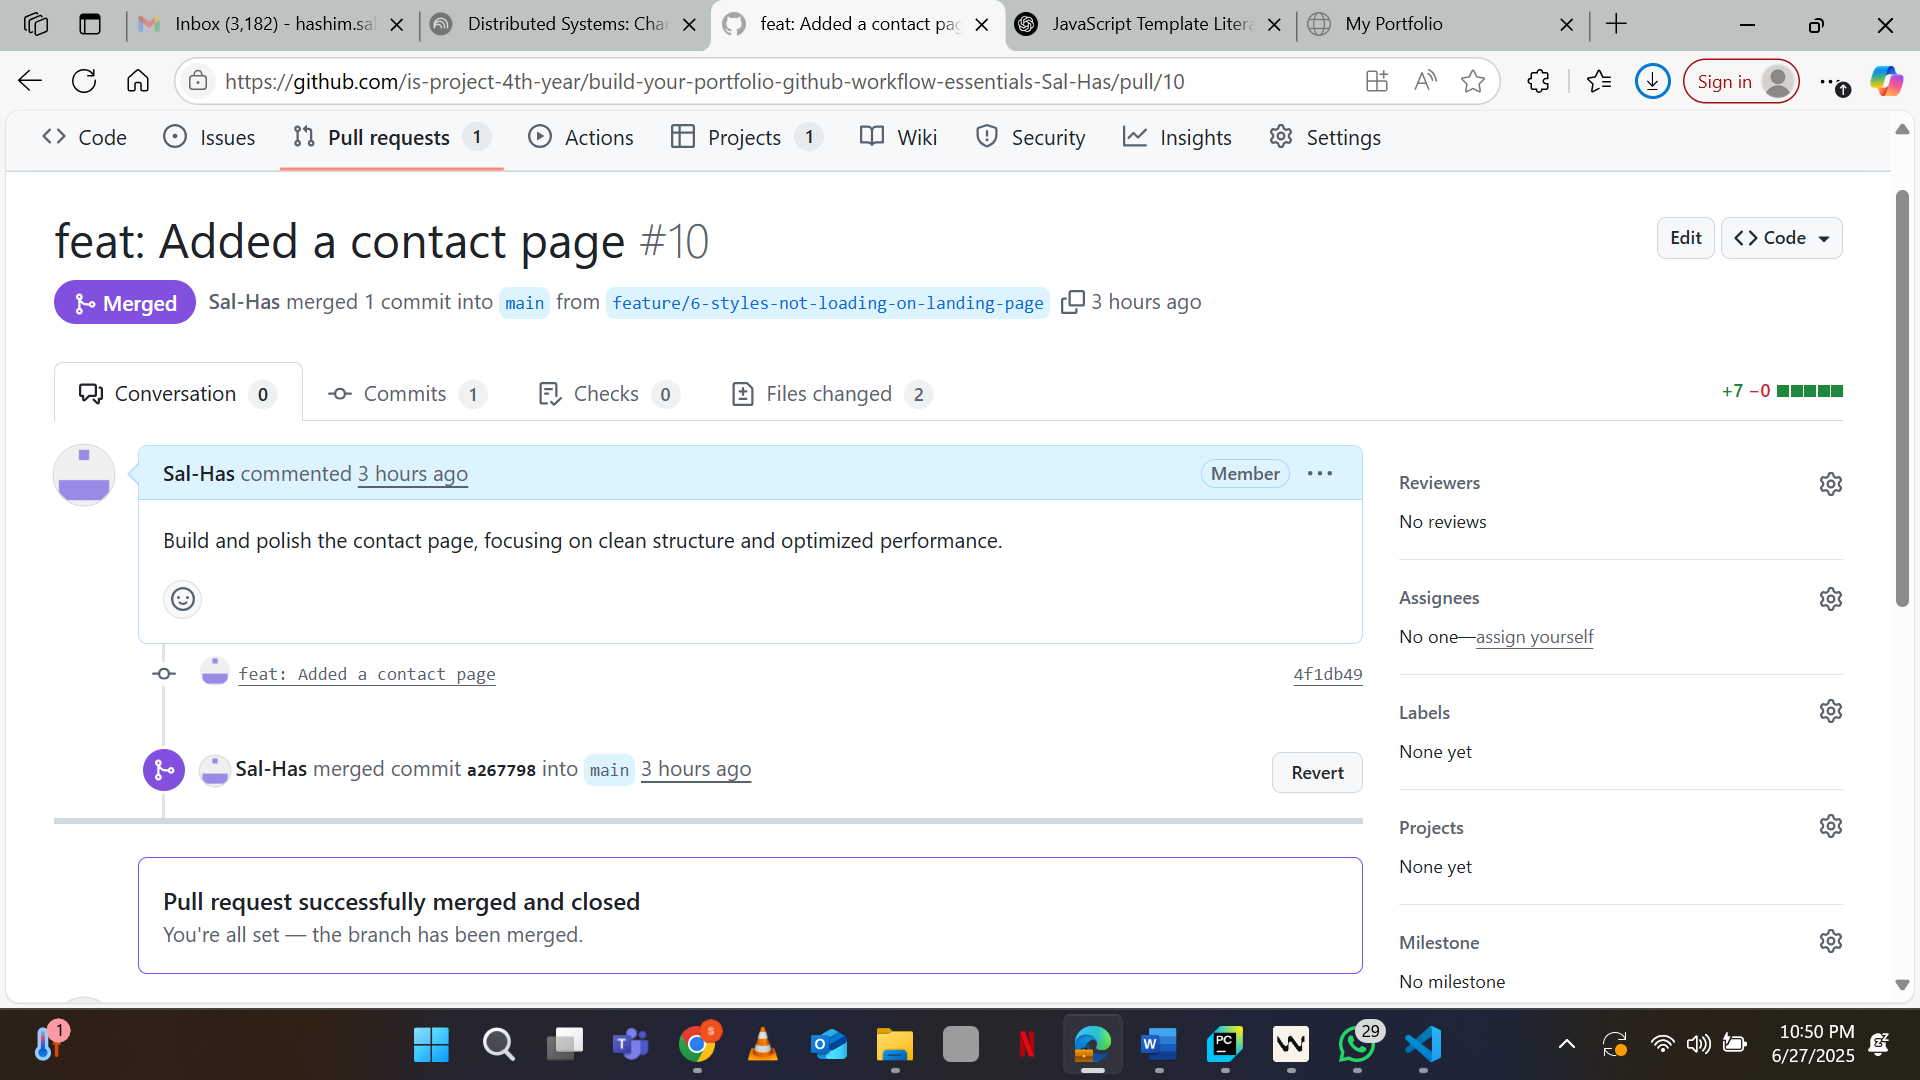 Inbox (3,182) - hashim.sal
Distributed Systems: Char
feat: Added a contact pag
JavaScript Template Litera
My Portfolio
https://github.com/is-project-4th-year/build-your-portfolio-github-workflow-essentials-Sal-Has/pull/10
Sign in
Code
Issues
Pull requests 1
Actions
Projects 1
Wiki
Security
Insights
Settings
feat: Added a contact page #10
Edit
Code
Merged
Sal-Has merged 1 commit into main from feature/6-styles-not-loading-on-landing-page 3 hours ago
Conversation 0
Commits 1
Checks 0
Files changed 2
+7 −0
Sal-Has commented 3 hours ago
Member
Build and polish the contact page, focusing on clean structure and optimized performance.
feat: Added a contact page
4f1db49
Sal-Has merged commit a267798 into main 3 hours ago
Revert
Pull request successfully merged and closed
You're all set — the branch has been merged.
Reviewers
No reviews
Assignees
No one—assign yourself
Labels
None yet
Projects
None yet
Milestone
No milestone
1
S
PC
29
10:50 PM
6/27/2025